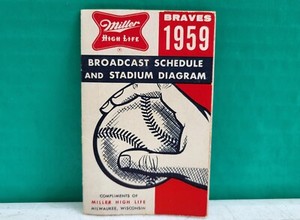 Miller
HIGH LIFE
BRAVES
1959
BROADCAST SCHEDULE
AND STADIUM DIAGRAM
COMPLIMENTS OF
MILLER HIGH LIFE
MILWAUKEE, WISCONSIN